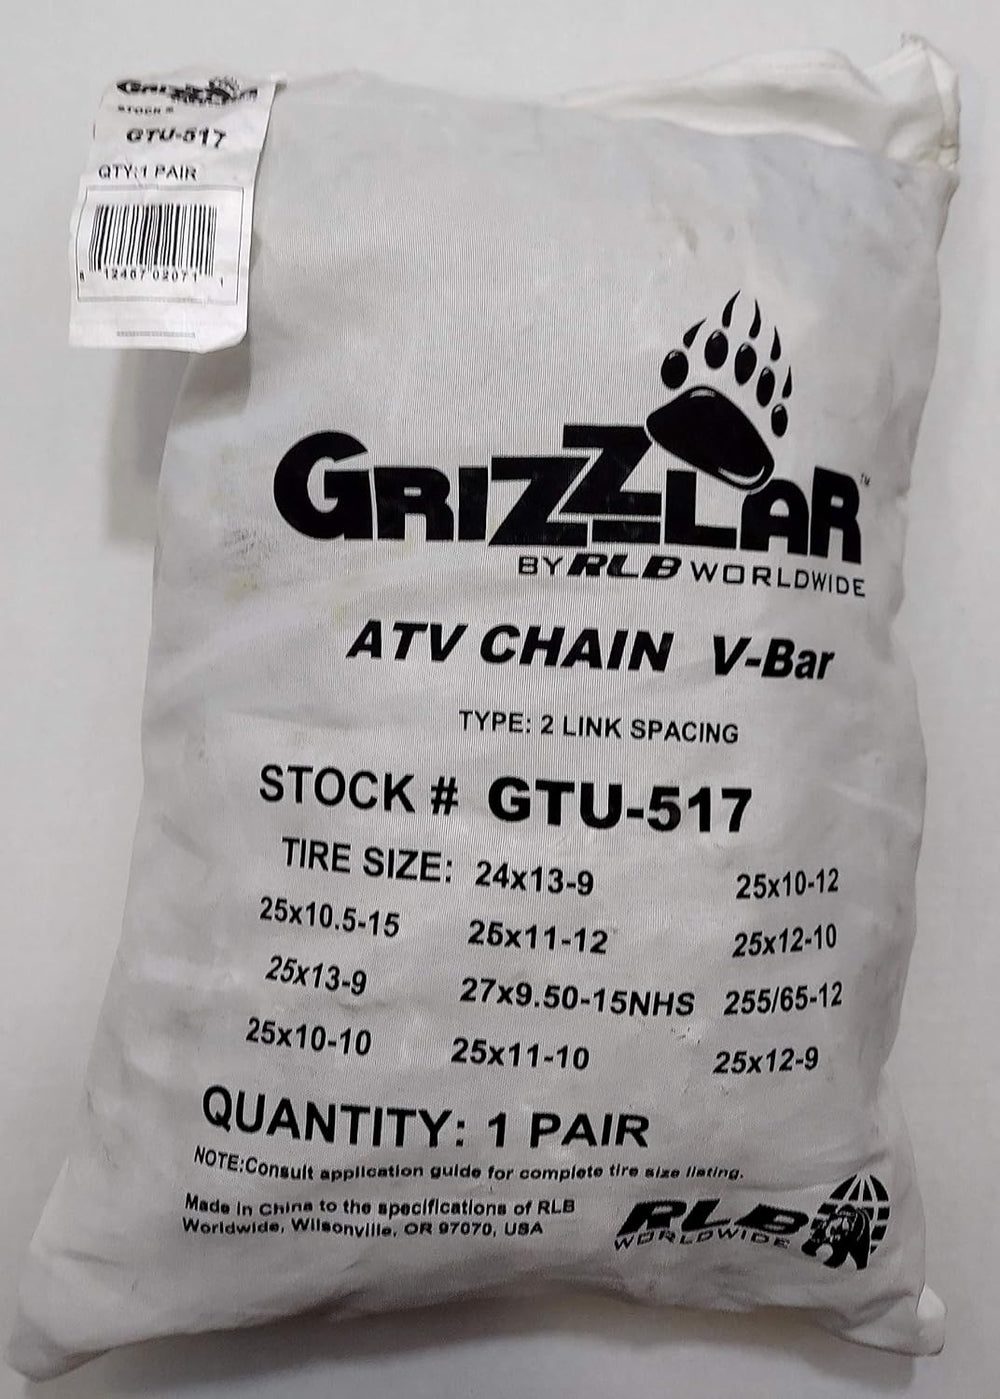 GRIZZLAR
STOCK #
GTU-517
QTY:1 PAIR
8 12467 02071 1
GRIZZLAR™
BY RLB WORLDWIDE
ATV CHAIN V-Bar
TYPE: 2 LINK SPACING
STOCK # GTU-517
TIRE SIZE: 24x13-9 25x10-12
25x10.5-15 25x11-12 25x12-10
25x13-9 27x9.50-15NHS 255/65-12
25x10-10 25x11-10 25x12-9
QUANTITY: 1 PAIR
NOTE:Consult application guide for complete tire size listing.
Made in China to the specifications of RLB
Worldwide, Wilsonville, OR 97070, USA
RLB
WORLDWIDE